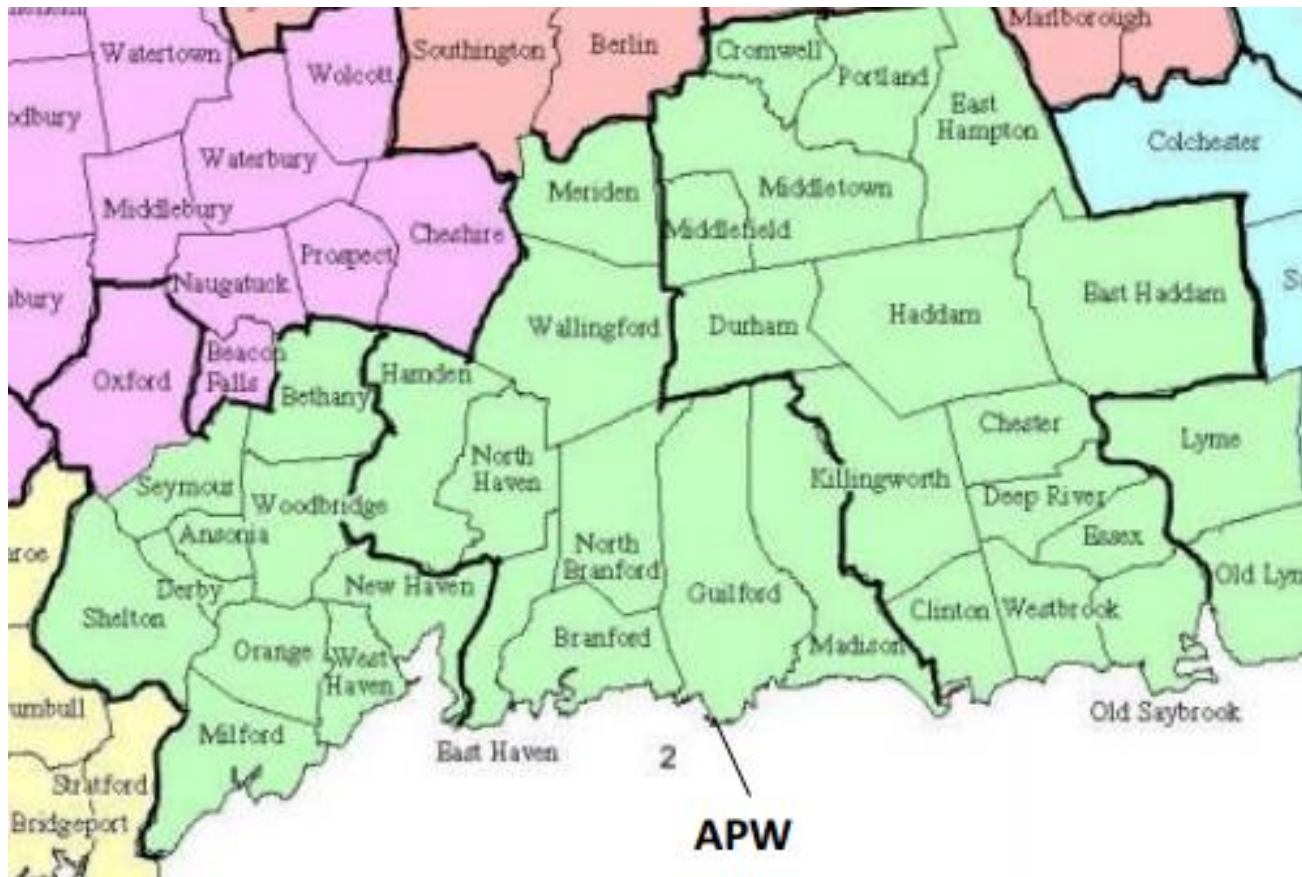 Watertown
Wolcott
Southington
Berlin
Cromwell
Portland
Marlborough
East
Hampton
Colchester
Waterbury
Meriden
Middletown
Middlebury
Middlefield
Cheshire
Prospect
Naugatuck
East Haddam
Haddam
Durham
Wallingford
Oxford
Beacon
Falls
Bethany
Hamden
Chester
Lyme
North
Haven
Killingworth
Seymour
Woodbridge
Deep River
Ansonia
Essex
North
Branford
Derby
New Haven
Guilford
Shelton
Clinton
Westbrook
Branford
Orange
West
Haven
Madison
Milford
East Haven
Old Saybrook
2
Stratford
Bridgeport
APW